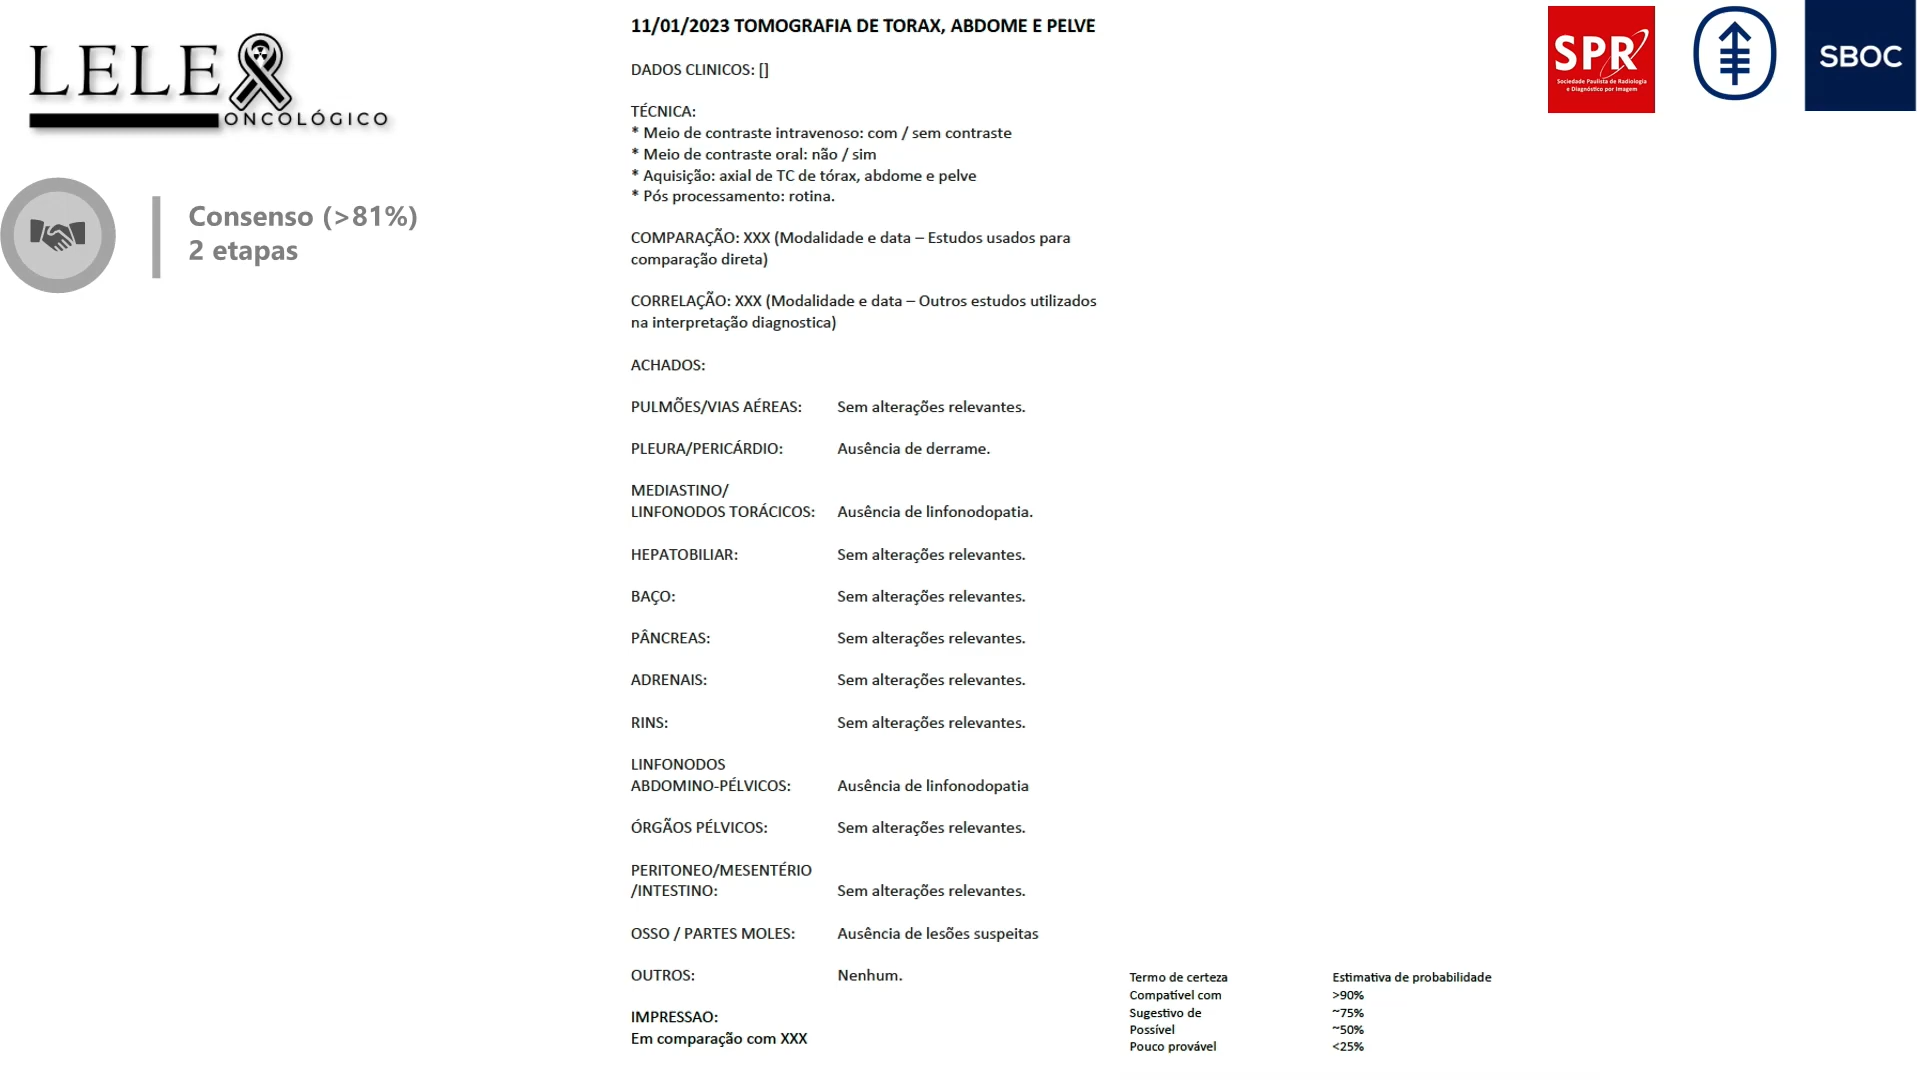 LELE
ONCOLÓGICO
Consenso (>81%)
2 etapas
11/01/2023 TOMOGRAFIA DE TORAX, ABDOME E PELVE
DADOS CLINICOS: []
TÉCNICA:
* Meio de contraste intravenoso: com / sem contraste
* Meio de contraste oral: não / sim
* Aquisição: axial de TC de tórax, abdome e pelve
* Pós processamento: rotina.
COMPARAÇÃO: XXX (Modalidade e data – Estudos usados para
comparação direta)
CORRELAÇÃO: XXX (Modalidade e data – Outros estudos utilizados
na interpretação diagnostica)
ACHADOS:
PULMÕES/VIAS AÉREAS: Sem alterações relevantes.
PLEURA/PERICÁRDIO: Ausência de derrame.
MEDIASTINO/
LINFONODOS TORÁCICOS: Ausência de linfonodopatia.
HEPATOBILIAR: Sem alterações relevantes.
BAÇO: Sem alterações relevantes.
PÂNCREAS: Sem alterações relevantes.
ADRENAIS: Sem alterações relevantes.
RINS: Sem alterações relevantes.
LINFONODOS
ABDOMINO-PÉLVICOS: Ausência de linfonodopatia
ÓRGÃOS PÉLVICOS: Sem alterações relevantes.
PERITONEO/MESENTÉRIO
/INTESTINO: Sem alterações relevantes.
OSSO / PARTES MOLES: Ausência de lesões suspeitas
OUTROS: Nenhum.
IMPRESSAO:
Em comparação com XXX
SPR
Sociedade Paulista de Radiologia
e Diagnóstico por Imagem
SBOC
Termo de certeza Estimativa de probabilidade
Compatível com >90%
Sugestivo de ~75%
Possível ~50%
Pouco provável <25%